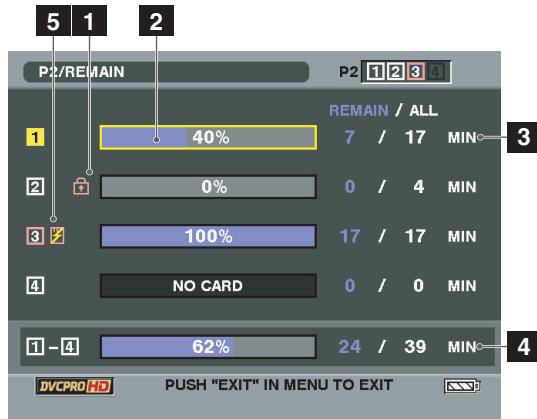 5 1 2
P2/REMAIN P2 1 2 3 4
REMAIN / ALL
1 40% 7 / 17 MIN 3
2 0% 0 / 4 MIN
3 100% 17 / 17 MIN
4 NO CARD 0 / 0 MIN
1 – 4 62% 24 / 39 MIN 4
DVCPRO HD PUSH "EXIT" IN MENU TO EXIT